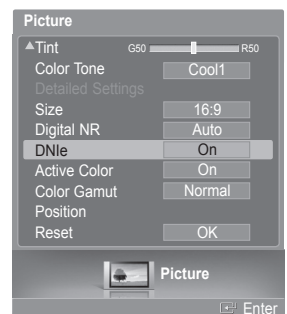 Picture
▲Tint G50 R50
Color Tone Cool1
Detailed Settings
Size 16:9
Digital NR Auto
DNIe On
Active Color On
Color Gamut Normal
Position
Reset OK
Picture
Enter